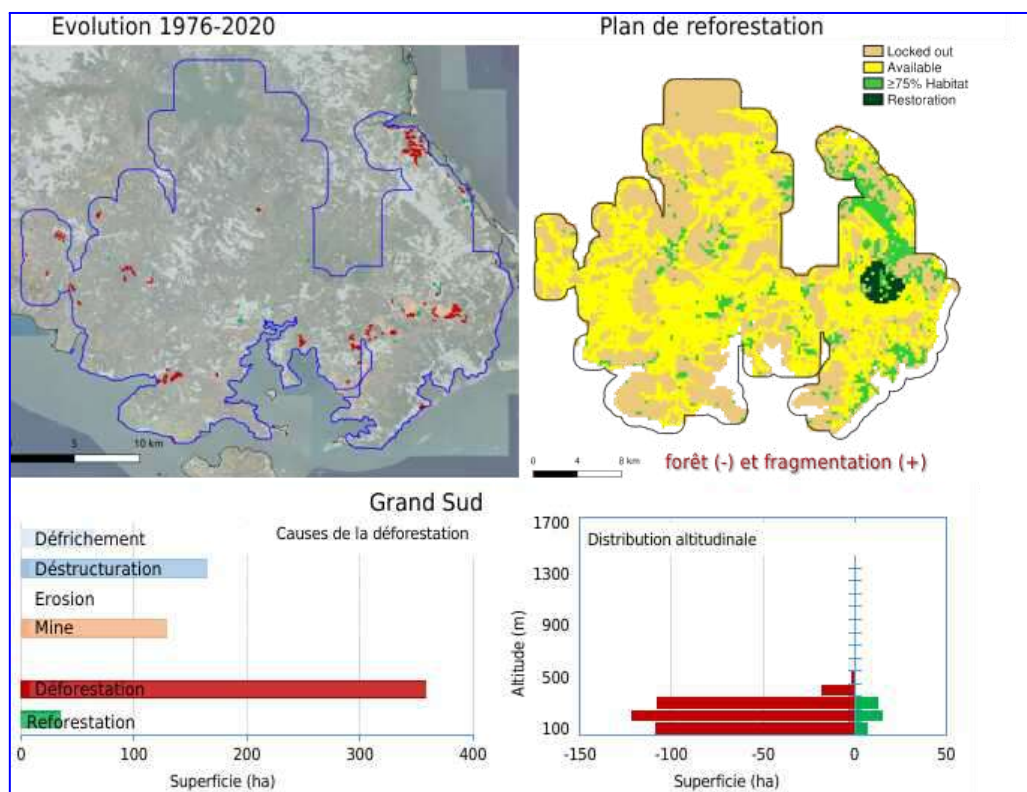 Evolution 1976-2020
Plan de reforestation
Locked out
Available
≥75% Habitat
Restoration
5
10 km
0
4
8 km
forêt (-) et fragmentation (+)
Grand Sud
Causes de la déforestation
Défrichement
Déstructuration
Erosion
Mine
Déforestation
Reforestation
0
100
200
300
400
Superficie (ha)
Distribution altitudinale
Altitude (m)
1700
1300
900
500
100
-150
-100
-50
0
50
Superficie (ha)